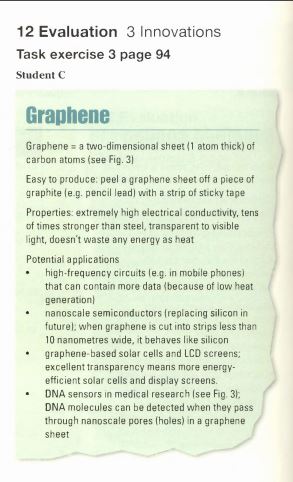 12 Evaluation 3 Innovations
Task exercise 3 page 94
Student C
Graphene
Graphene = a two-dimensional sheet (1 atom thick) of
carbon atoms (see Fig. 3)
Easy to produce: peel a graphene sheet off a piece of
graphite (e.g. pencil lead) with a strip of sticky tape
Properties: extremely high electrical conductivity, tens
of times stronger than steel, transparent to visible
light, doesn't waste any energy as heat
Potential applications
• high-frequency circuits (e.g. in mobile phones)
that can contain more data (because of low heat
generation)
• nanoscale semiconductors (replacing silicon in
future); when graphene is cut into strips less than
10 nanometres wide, it behaves like silicon
• graphene-based solar cells and LCD screens;
excellent transparency means more energy-
efficient solar cells and display screens.
• DNA sensors in medical research (see Fig. 3);
DNA molecules can be detected when they pass
through nanoscale pores (holes) in a graphene
sheet